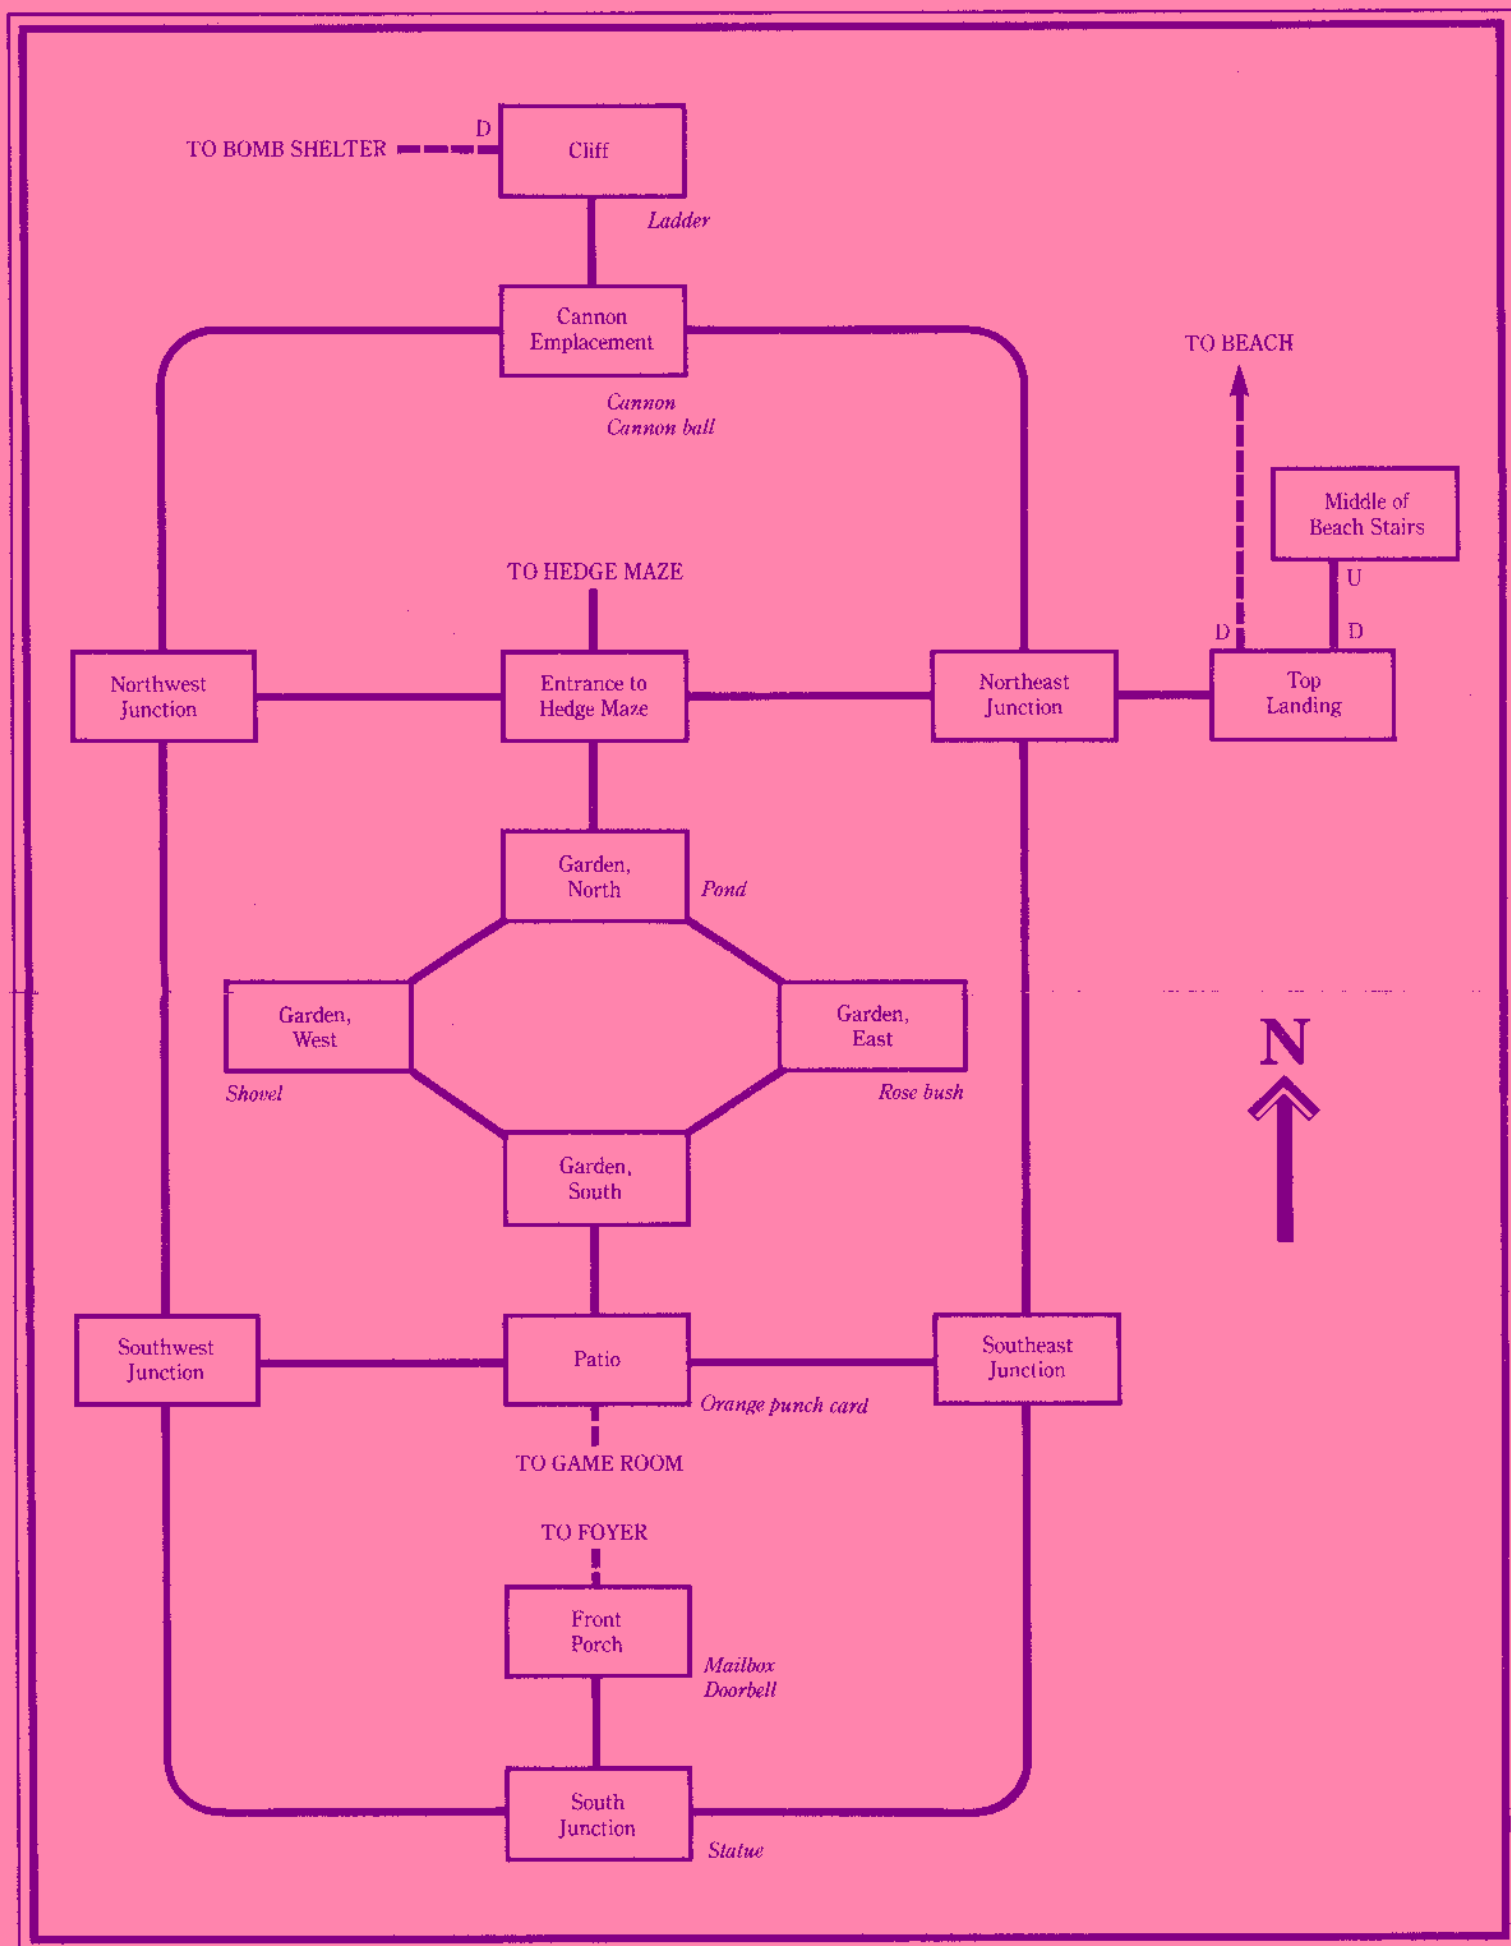 D
TO BOMB SHELTER
Cliff
Ladder
Cannon
Emplacement
Cannon
Cannon ball
TO BEACH
Middle of
Beach Stairs
U
D
D
TO HEDGE MAZE
Northwest
Junction
Entrance to
Hedge Maze
Northeast
Junction
Top
Landing
Garden,
North
Pond
Garden,
West
Shovel
Garden,
East
Rose bush
N
Garden,
South
Southwest
Junction
Patio
Southeast
Junction
Orange punch card
TO GAME ROOM
TO FOYER
Front
Porch
Mailbox
Doorbell
South
Junction
Statue